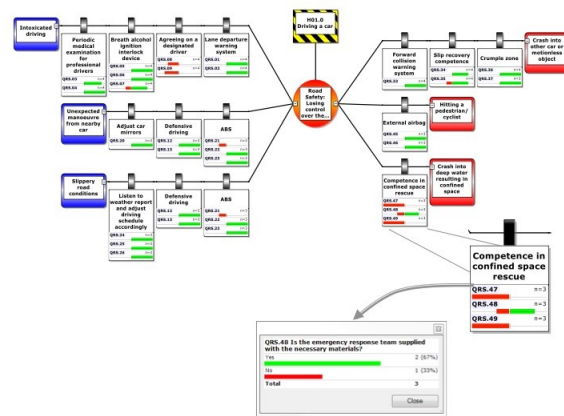 H01.0
Driving a car
Road
Safety:
Losing
control
over the...
Intoxicated
driving
Periodic
medical
examination
for
professional
drivers
Breath alcohol
ignition
interlock
device
Agreeing on a
designated
driver
Lane departure
warning
system
Unexpected
manoeuvre
from nearby
car
Adjust car
mirrors
Defensive
driving
ABS
Slippery
road
conditions
Listen to
weather report
and adjust
driving
schedule
accordingly
Defensive
driving
ABS
Forward
collision
warning
system
Slip recovery
competence
Crumple zone
Crash into
other car or
motionless
object
External airbag
Hitting a
pedestrian/
cyclist
Competence in
confined space
rescue
QRS.47
QRS.48
QRS.49
Crash into
deep water
resulting in
confined
space
Competence in
confined space
rescue
QRS.47 n=3
QRS.48 n=3
QRS.49 n=3
QRS.48 Is the emergency response team supplied
with the necessary materials?
Yes 2 (67%)
No 1 (33%)
Total 3
Close